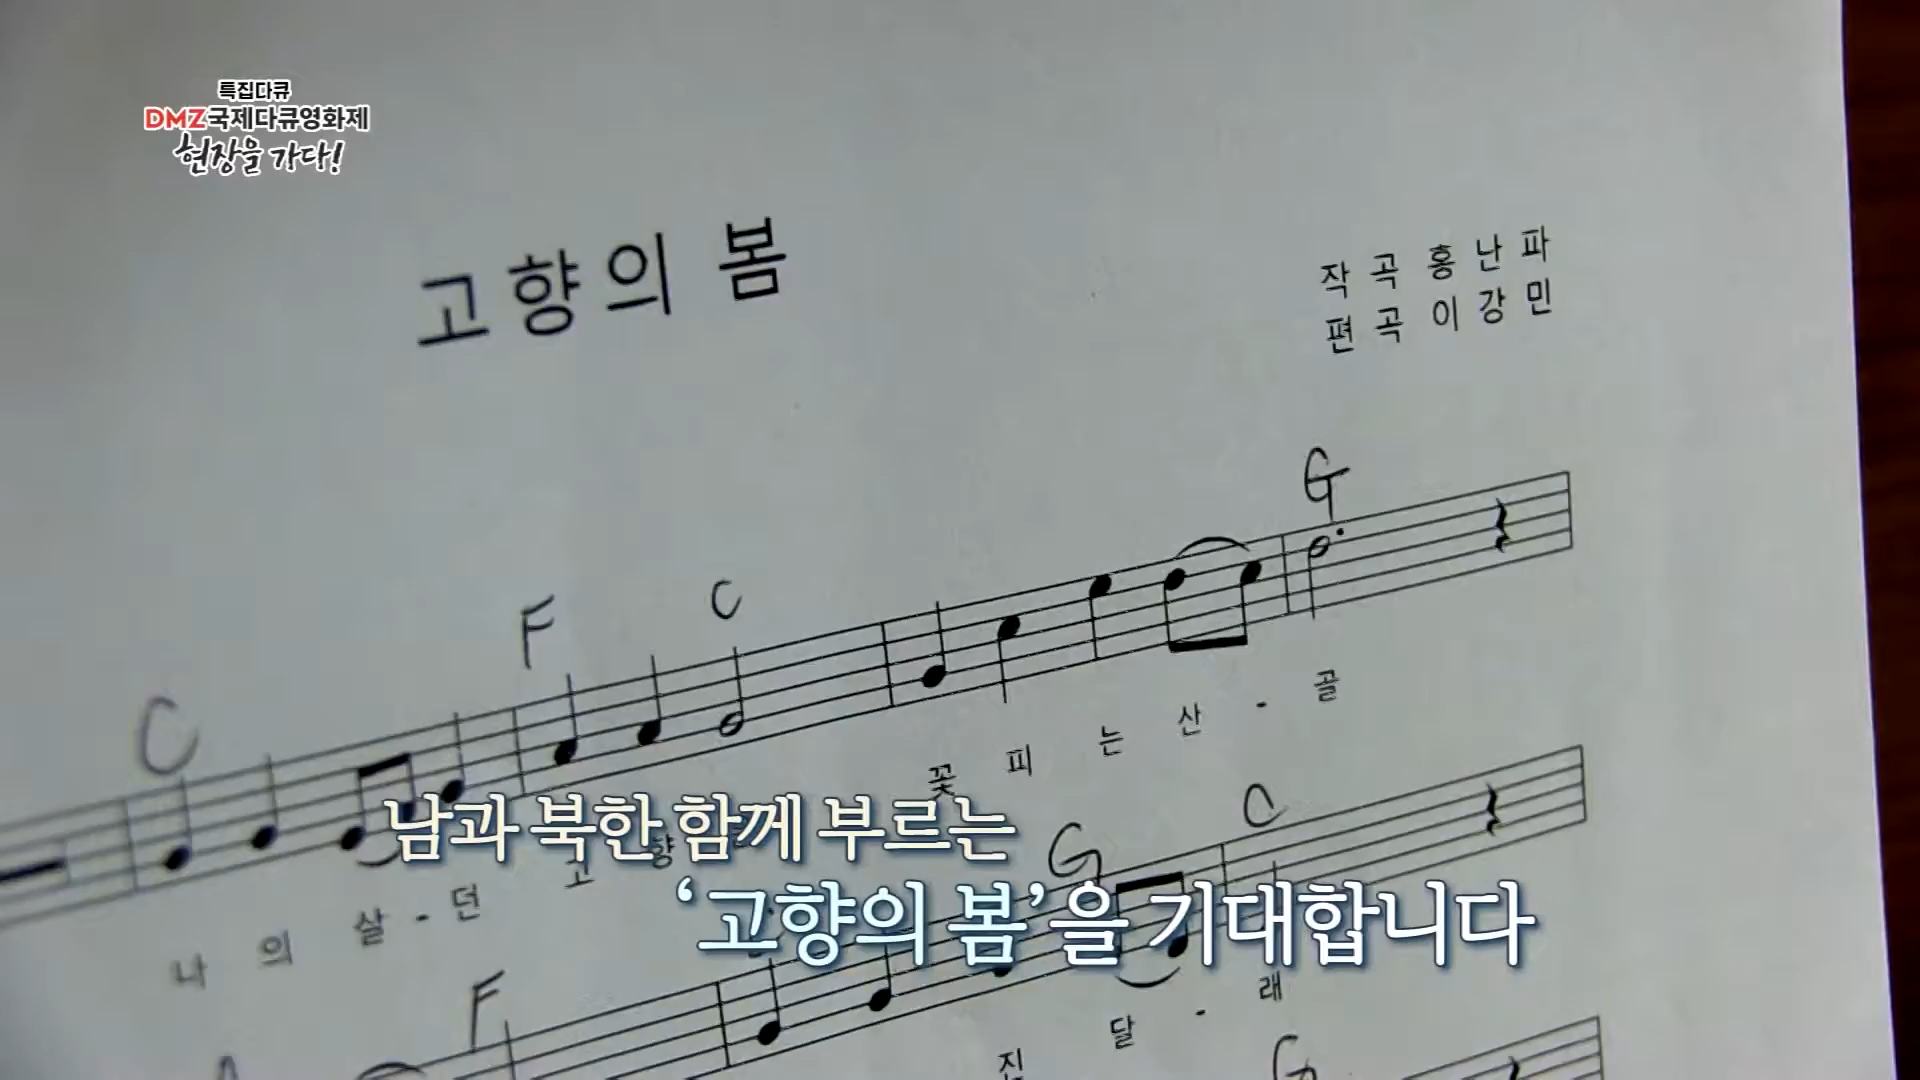 특집다큐
DMZ국제다큐영화제
현장을 가다!
고향의 봄
작곡 홍난파
편곡 이강민
G
C F C
나 의 살 - 던 고 향 꽃 피 는 산 - 골
남과 북한 함께 부르는
‘고향의 봄’을 기대합니다
F G C
진 달 - 래
G